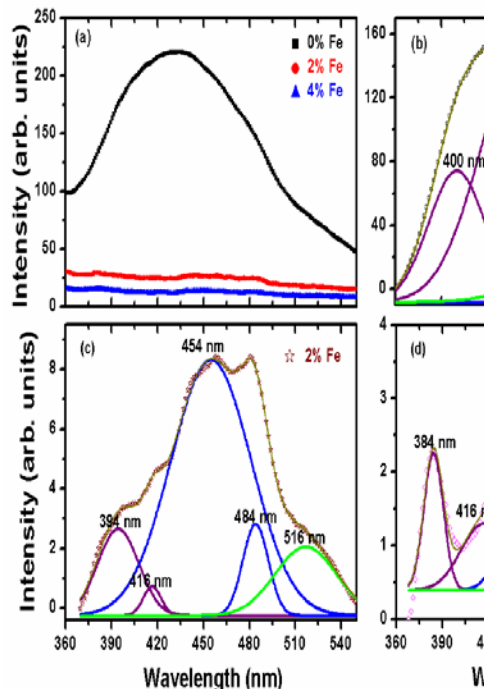 (a)
0% Fe
2% Fe
4% Fe
250
200
150
100
50
0
Intensity (arb. units)
(b)
160
120
80
40
0
400 nm
(c)
454 nm
2% Fe
394 nm
416 nm
484 nm
516 nm
8
6
4
2
0
Intensity (arb. units)
360 390 420 450 480 510 540
Wavelength (nm)
(d)
384 nm
416
4
3
2
1
0
360 400